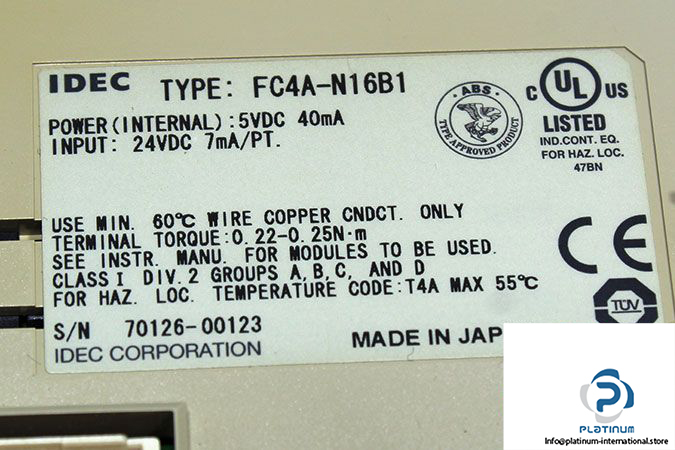 IDEC TYPE: FC4A-N16B1
POWER(INTERNAL):5VDC 40mA
INPUT: 24VDC 7mA/PT.
ABS
TYPE APPROVED PRODUCT
C UL US
LISTED
IND.CONT. EQ.
FOR HAZ. LOC.
47BN
USE MIN. 60℃ WIRE COPPER CNDCT. ONLY
TERMINAL TORQUE:0.22-0.25N·m
SEE INSTR. MANU. FOR MODULES TO BE USED.
CLASS I DIV.2 GROUPS A,B,C, AND D
FOR HAZ. LOC. TEMPERATURE CODE:T4A MAX 55℃
CE
TÜV
S/N 70126-00123
IDEC CORPORATION
MADE IN JAP
PLATINUM
Info@platinum-international.store